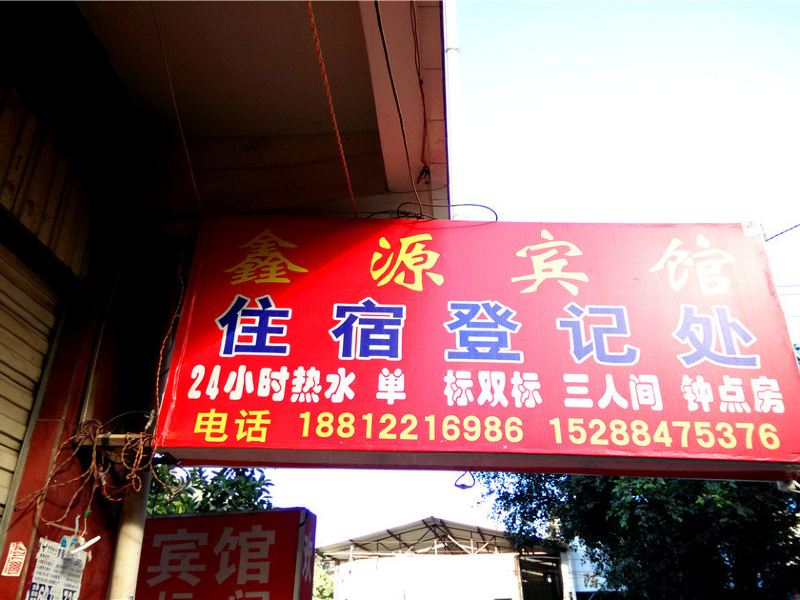 鑫源宾馆
住宿登记处
24小时热水 单 标双标 三人间 钟点房
电话 18812216986 15288475376
宾馆